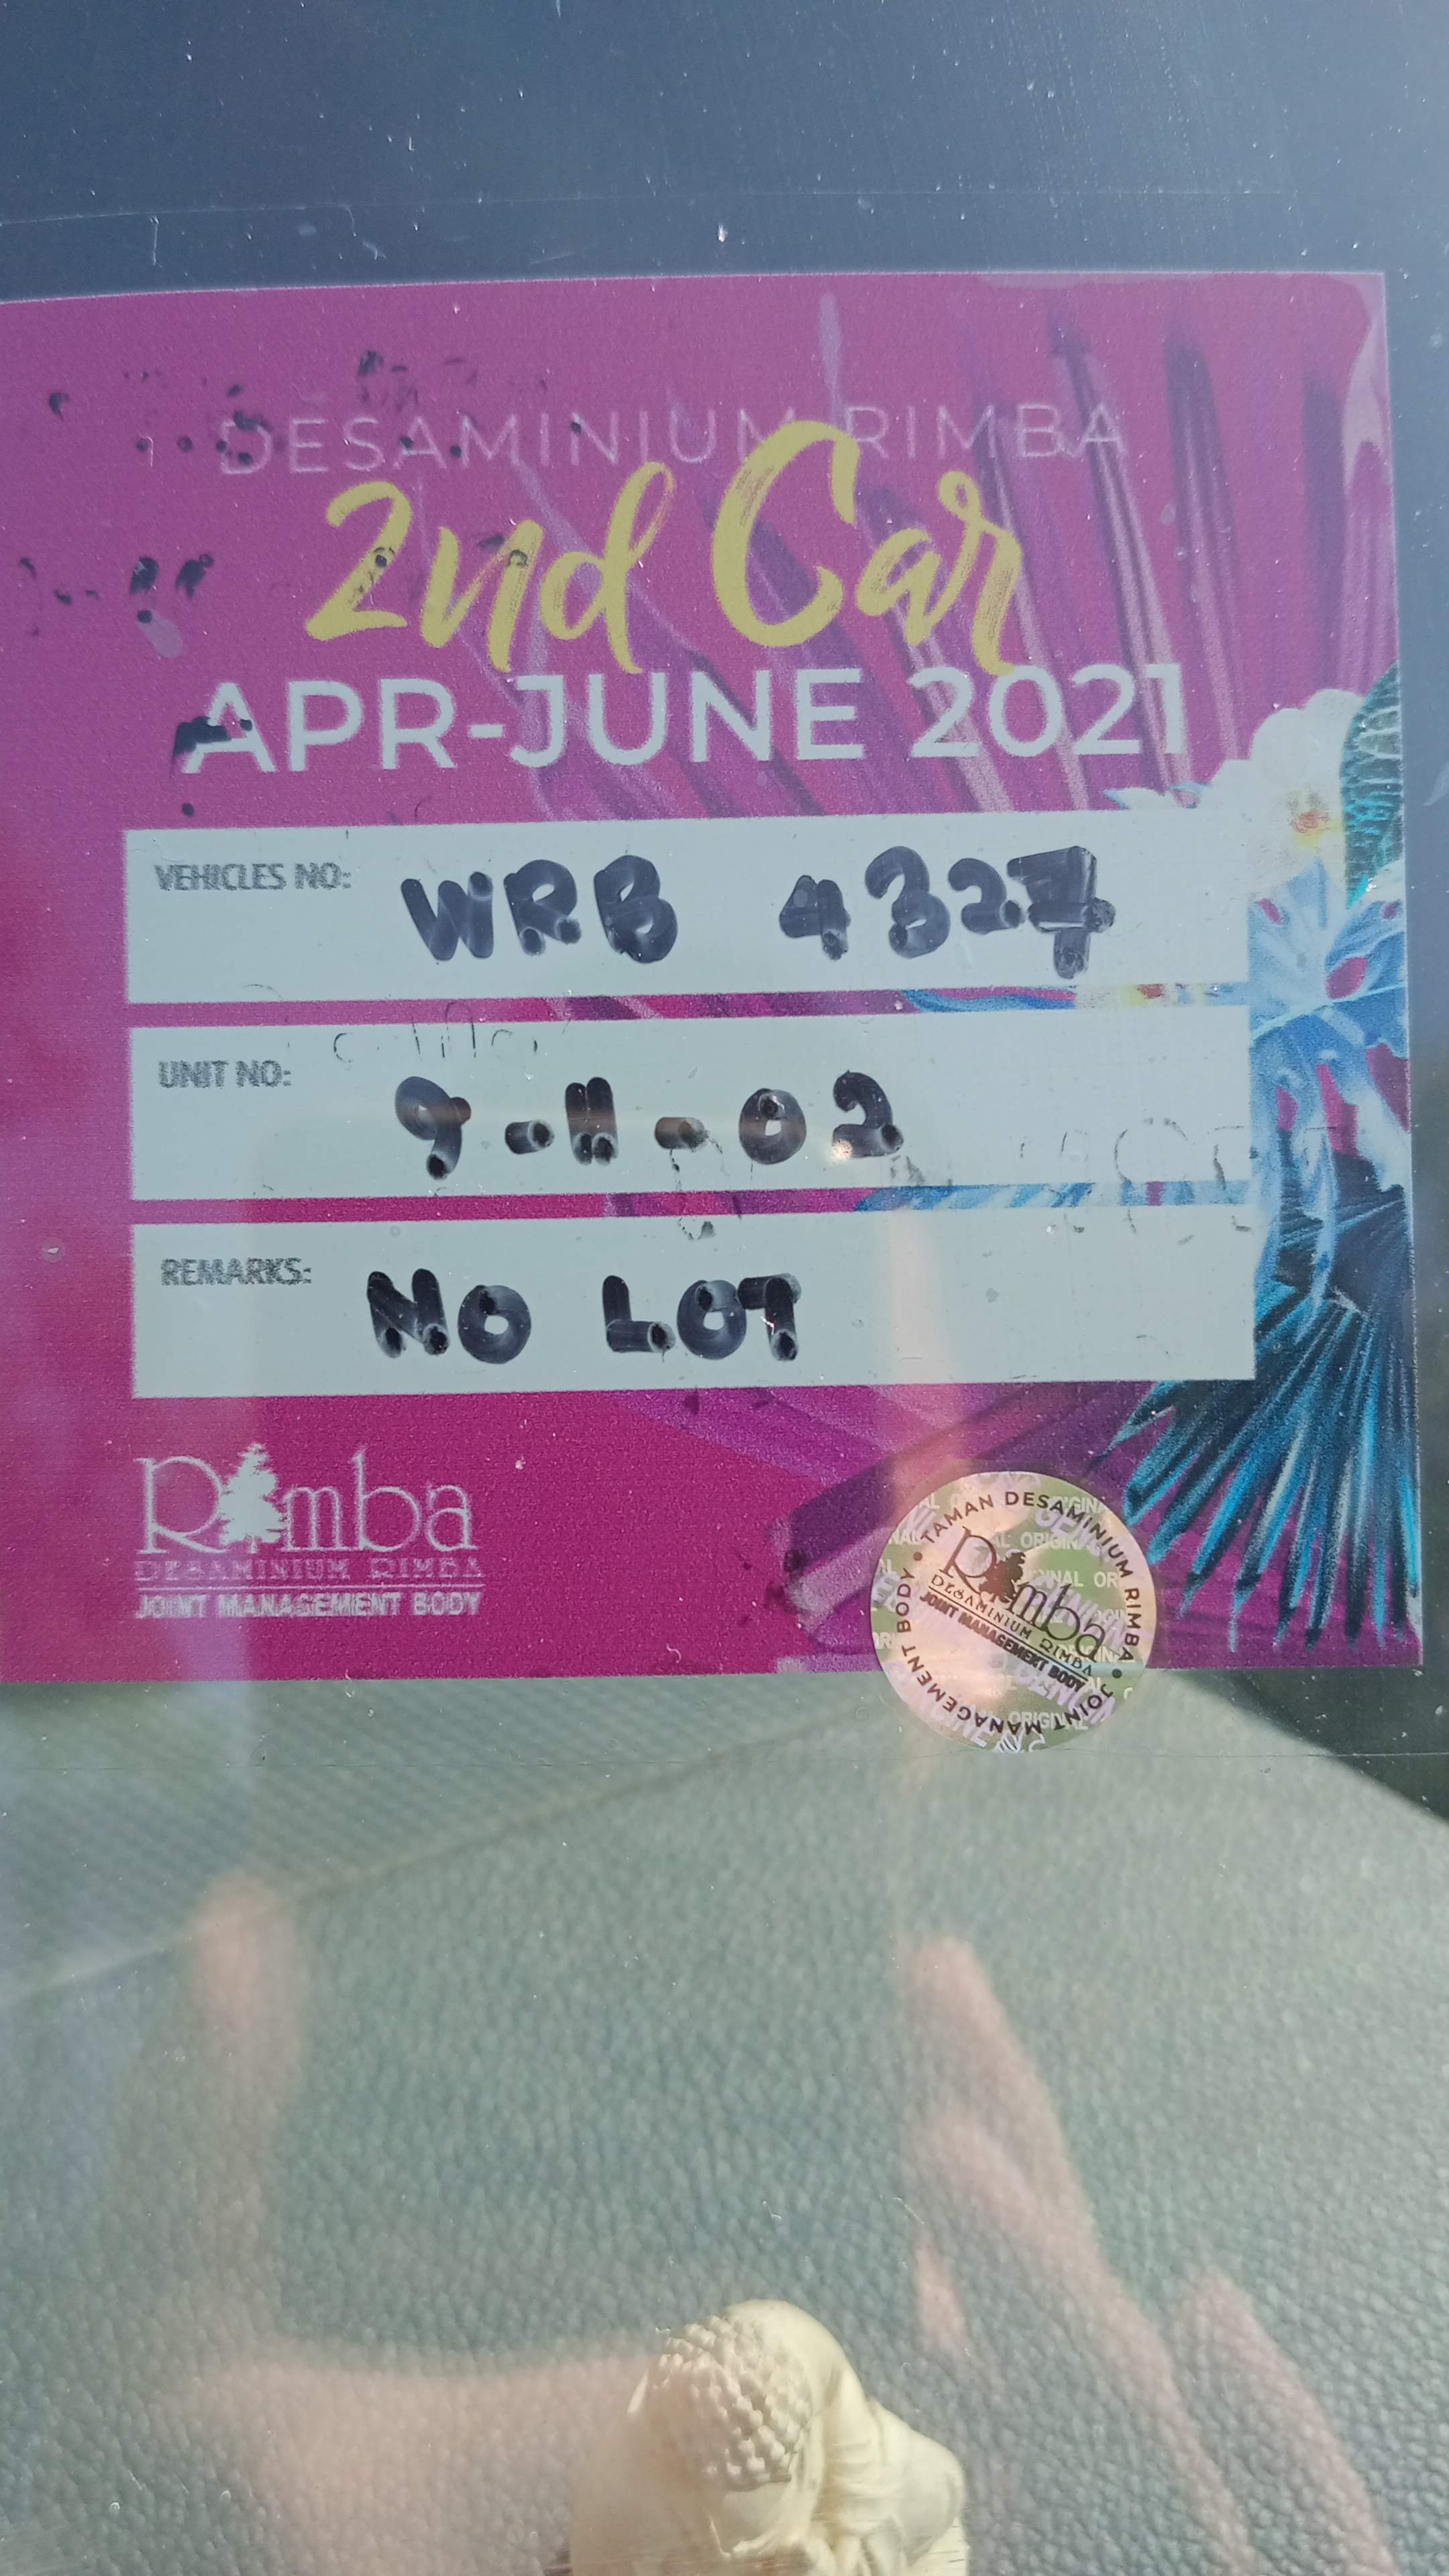 DESAMINIUM RIMBA
2nd Car
APR-JUNE 2021
VEHICLES NO: WRB 4327
UNIT NO: 9-11-02
REMARKS: NO LOT
Rimba
DESAMINIUM RIMBA
JOINT MANAGEMENT BODY
TAMAN DESAMINIUM RIMBA • JOINT MANAGEMENT BODY •
Rimba
DESAMINIUM RIMBA
JOINT MANAGEMENT BODY